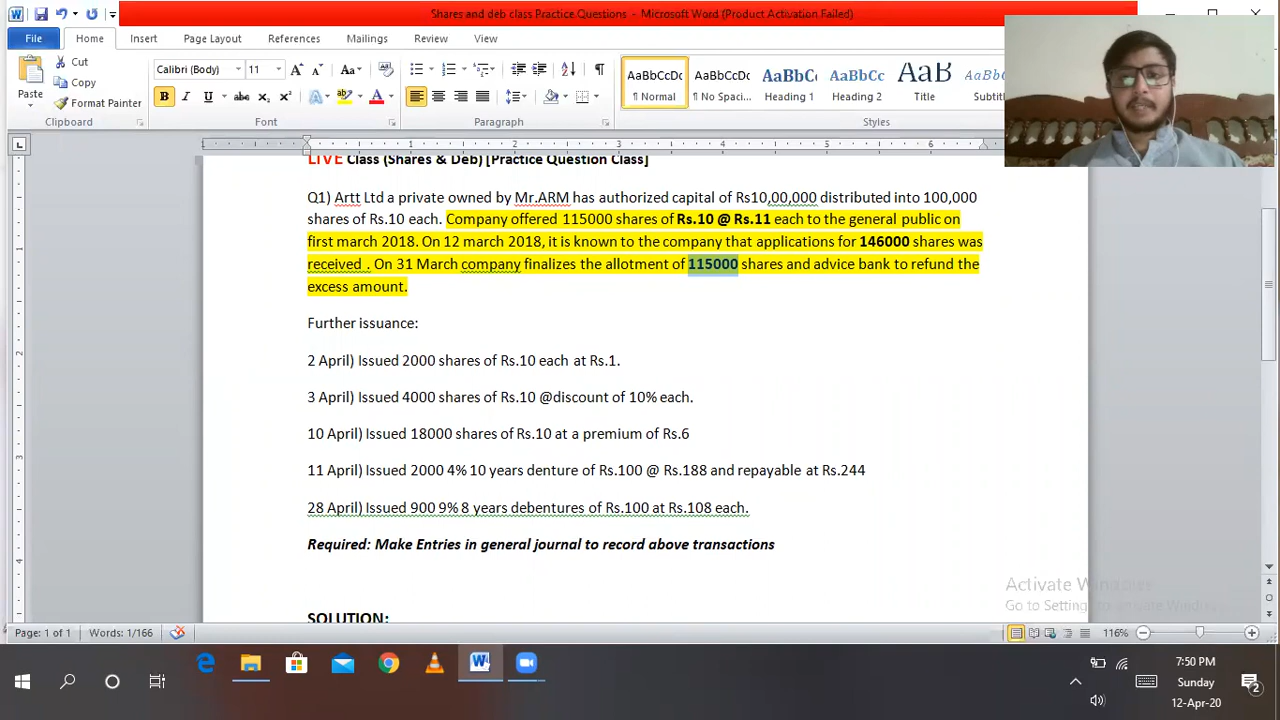 Shares and deb class Practice Questions - Microsoft Word (Product Activation Failed)
File Home Insert Page Layout References Mailings Review View
Paste
Cut
Copy
Format Painter
Calibri (Body) 11
AaBbCcDc AaBbCcDc AaBbCc AaBbCc AaB AaBbCc
¶ Normal ¶ No Spaci... Heading 1 Heading 2 Title Subtitl
Clipboard Font Paragraph Styles
LIVE Class (Shares & Deb) [Practice Question Class]
Q1) Artt Ltd a private owned by Mr.ARM has authorized capital of Rs10,00,000 distributed into 100,000
shares of Rs.10 each. Company offered 115000 shares of Rs.10 @ Rs.11 each to the general public on
first march 2018. On 12 march 2018, it is known to the company that applications for 146000 shares was
received . On 31 March company finalizes the allotment of 115000 shares and advice bank to refund the
excess amount.
Further issuance:
2 April) Issued 2000 shares of Rs.10 each at Rs.1.
3 April) Issued 4000 shares of Rs.10 @discount of 10% each.
10 April) Issued 18000 shares of Rs.10 at a premium of Rs.6
11 April) Issued 2000 4% 10 years denture of Rs.100 @ Rs.188 and repayable at Rs.244
28 April) Issued 900 9% 8 years debentures of Rs.100 at Rs.108 each.
Required: Make Entries in general journal to record above transactions
SOLUTION:
Activate Windows
Go to Settings to activate Windows
Page: 1 of 1 Words: 1/166 116%
7:50 PM
Sunday
12-Apr-20
2